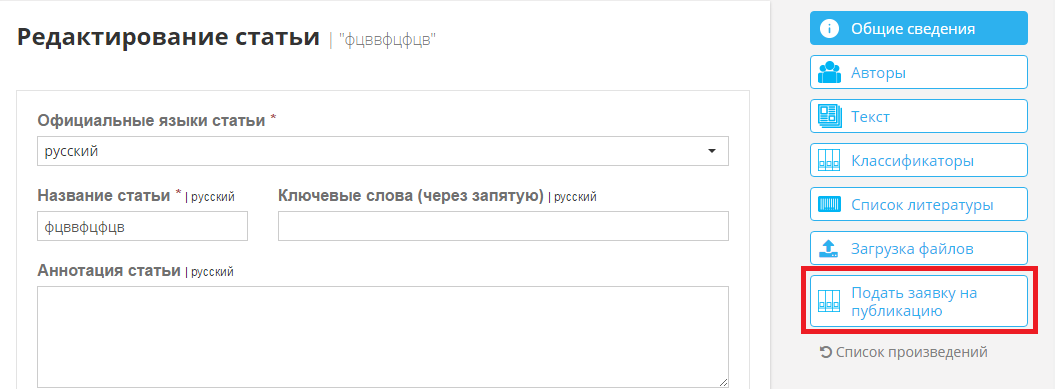 Редактирование статьи | "фцввфцфцв"
Официальные языки статьи *
русский
Название статьи * | русский
фцввфцфцв
Ключевые слова (через запятую) | русский
Аннотация статьи | русский
Общие сведения
Авторы
Текст
Классификаторы
Список литературы
Загрузка файлов
Подать заявку на
публикацию
Список произведений